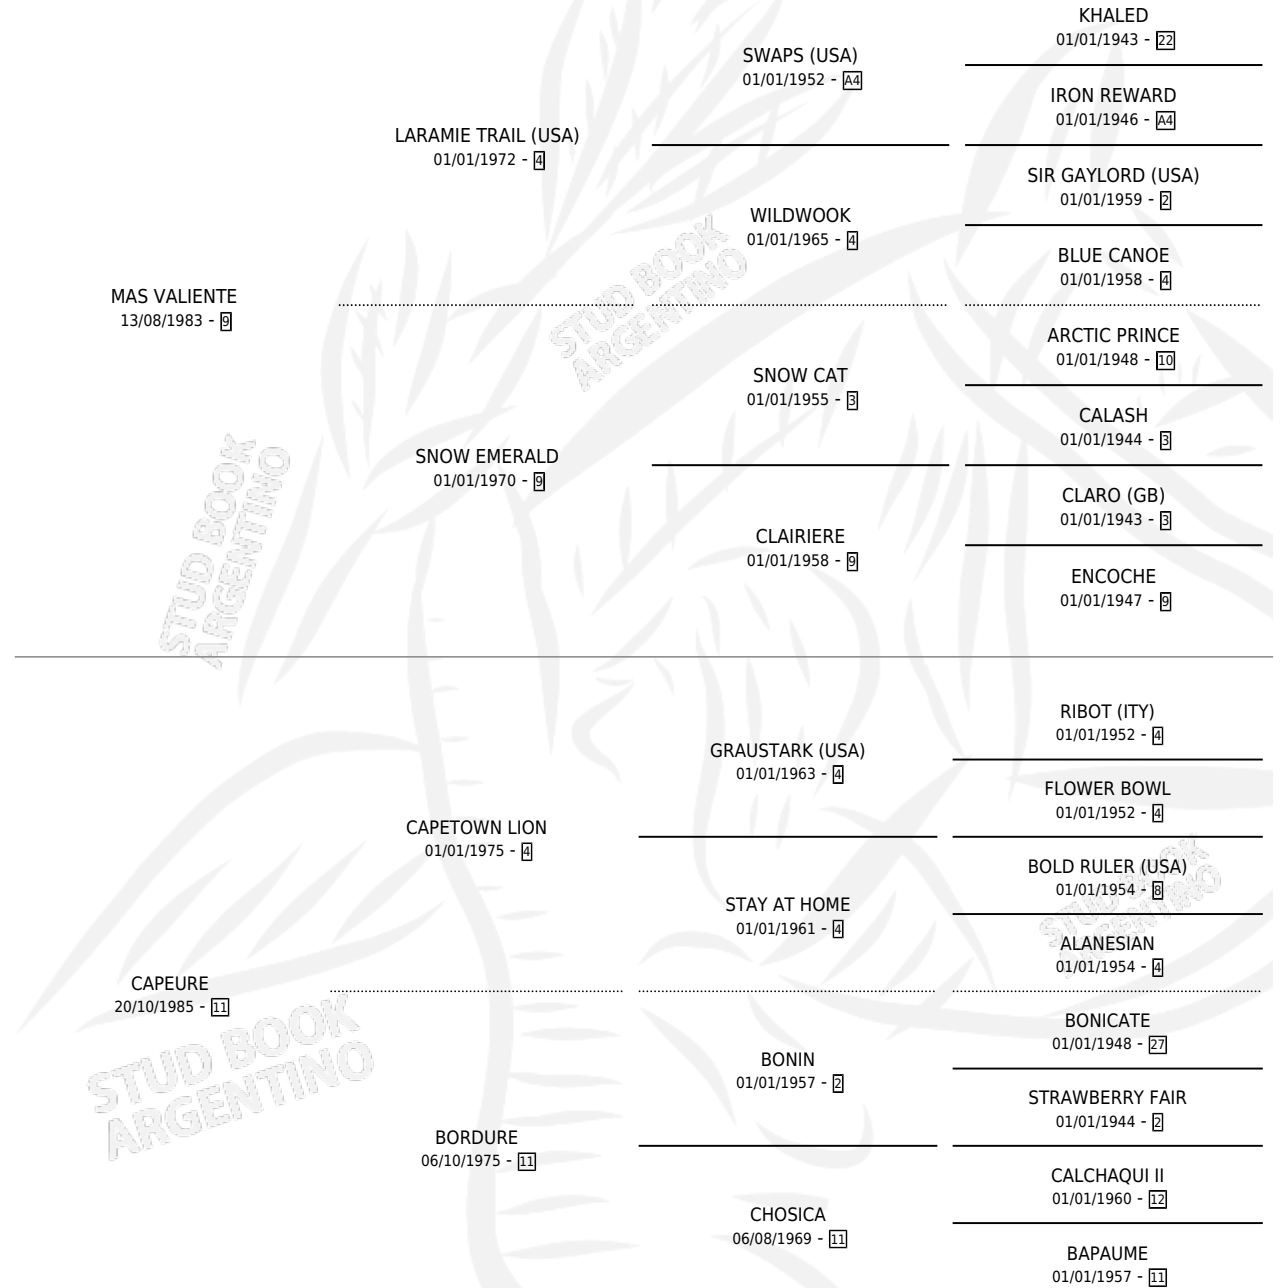 KHALED
01/01/1943 - 22
SWAPS (USA)
01/01/1952 - A4
IRON REWARD
01/01/1946 - A4
LARAMIE TRAIL (USA)
01/01/1972 - 4
SIR GAYLORD (USA)
01/01/1959 - 2
WILDWOOK
01/01/1965 - 4
BLUE CANOE
01/01/1958 - 4
MAS VALIENTE
13/08/1983 - 9
ARCTIC PRINCE
01/01/1948 - 10
SNOW CAT
01/01/1955 - 3
CALASH
01/01/1944 - 3
SNOW EMERALD
01/01/1970 - 9
CLARO (GB)
01/01/1943 - 3
CLAIRIERE
01/01/1958 - 9
ENCOCHE
01/01/1947 - 9
STUD BOOK
ARGENTINO
STUD BOOK
ARGENTINO
RIBOT (ITY)
01/01/1952 - 4
GRAUSTARK (USA)
01/01/1963 - 4
FLOWER BOWL
01/01/1952 - 4
CAPETOWN LION
01/01/1975 - 4
BOLD RULER (USA)
01/01/1954 - 8
STAY AT HOME
01/01/1961 - 4
ALANESIAN
01/01/1954 - 4
CAPEURE
20/10/1985 - 11
BONICATE
01/01/1948 - 27
BONIN
01/01/1957 - 2
STRAWBERRY FAIR
01/01/1944 - 2
BORDURE
06/10/1975 - 11
CALCHAQUI II
01/01/1960 - 12
CHOSICA
06/08/1969 - 11
BAPAUME
01/01/1957 - 11
STUD BOOK
ARGENTINO
STUD BOOK
ARGENTINO